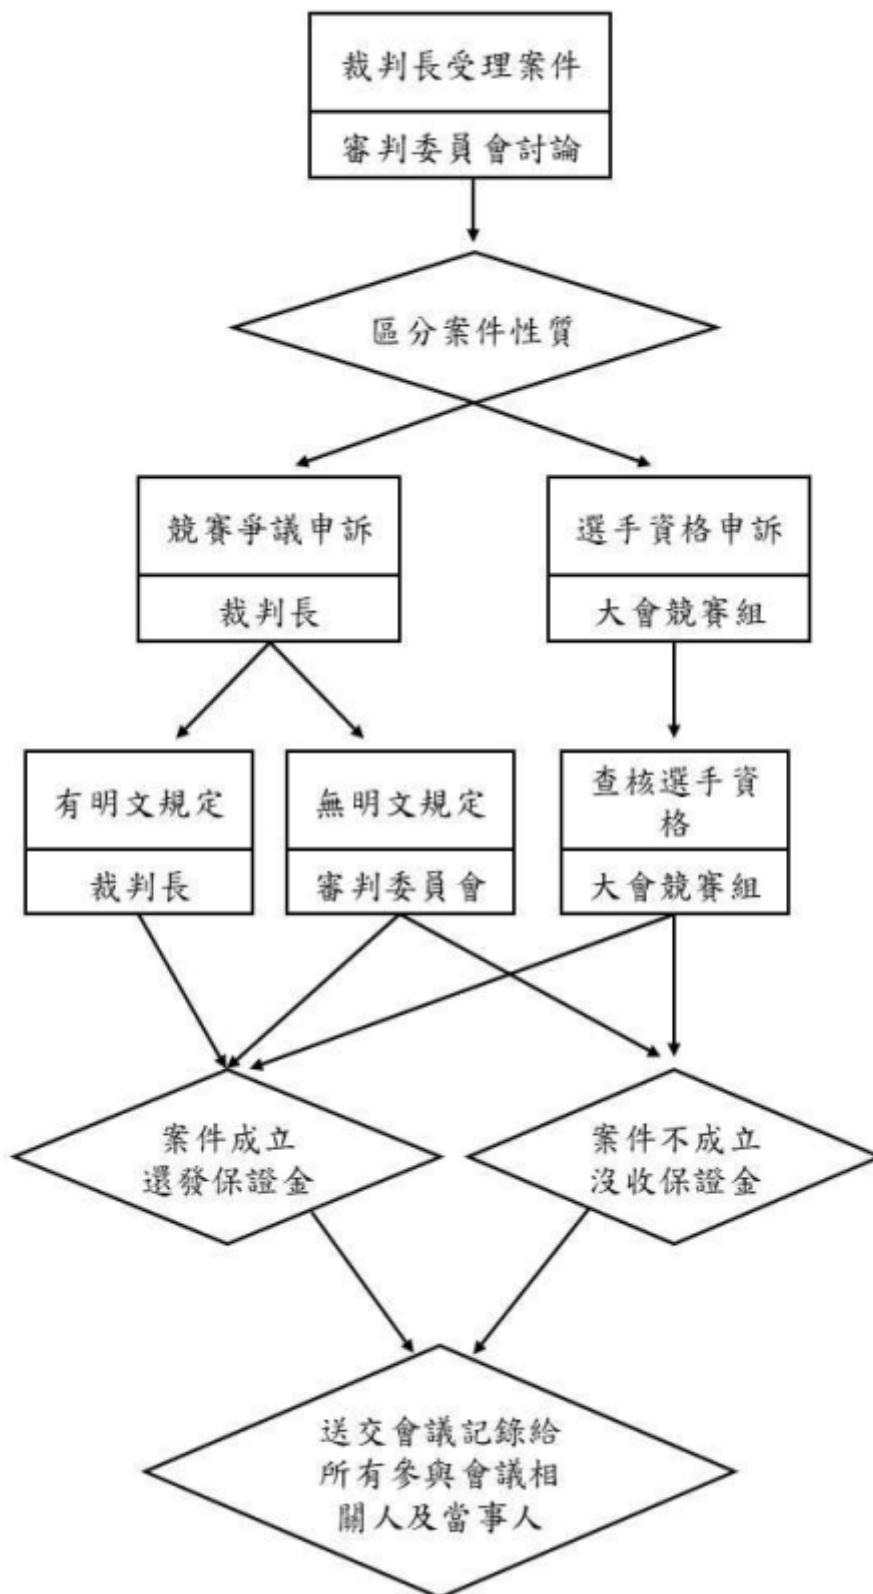 裁判長受理案件
審判委員會討論
區分案件性質
競賽爭議申訴
裁判長
選手資格申訴
大會競賽組
有明文規定
裁判長
無明文規定
審判委員會
查核選手資
格
大會競賽組
案件成立
還發保證金
案件不成立
沒收保證金
送交會議記錄給
所有參與會議相
關人及當事人